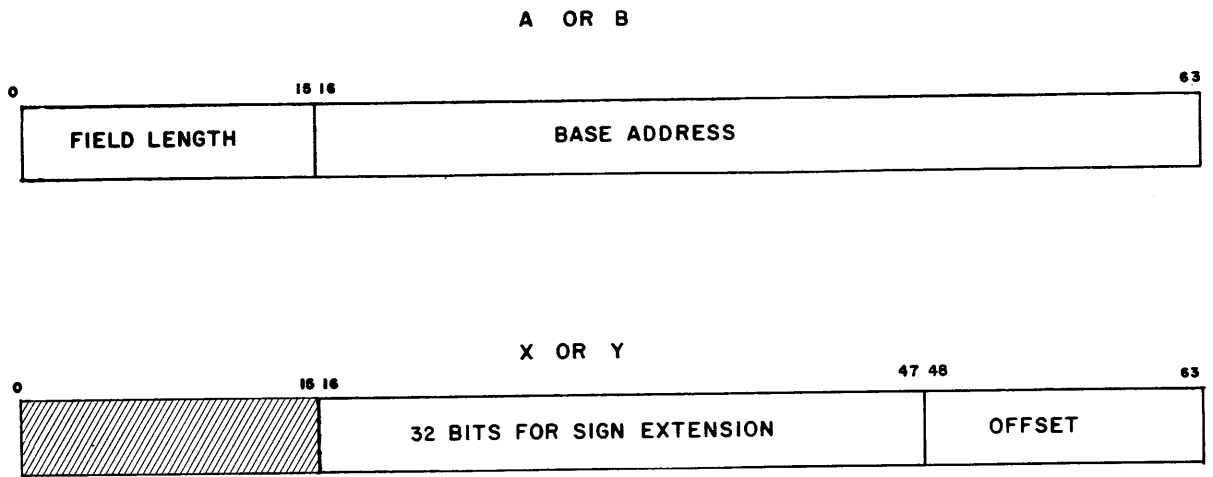 A OR B
0 15 16 63
FIELD LENGTH BASE ADDRESS
X OR Y
0 15 16 47 48 63
32 BITS FOR SIGN EXTENSION OFFSET